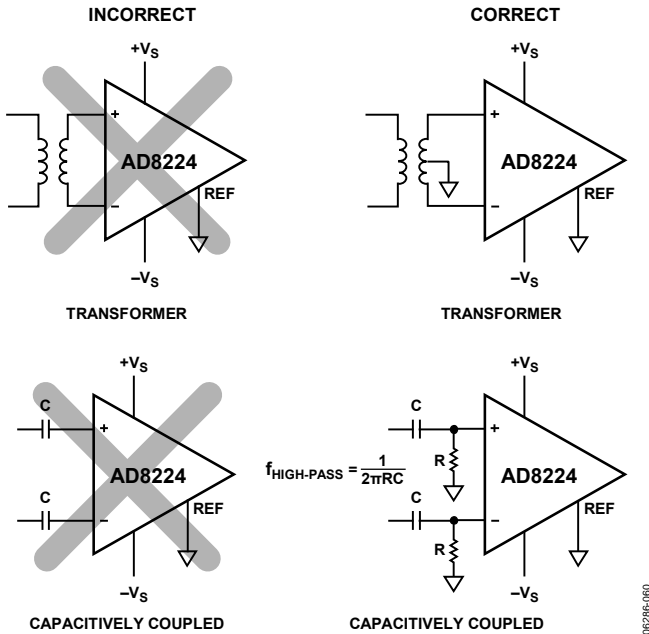 INCORRECT
CORRECT
+VS
+
AD8224
−
REF
−VS
TRANSFORMER
+VS
+
AD8224
−
REF
−VS
TRANSFORMER
+VS
C
+
AD8224
C
−
REF
−VS
CAPACITIVELY COUPLED
fHIGH-PASS = 1/2πRC
+VS
C
+
R
AD8224
C
−
REF
R
−VS
CAPACITIVELY COUPLED
06286-060